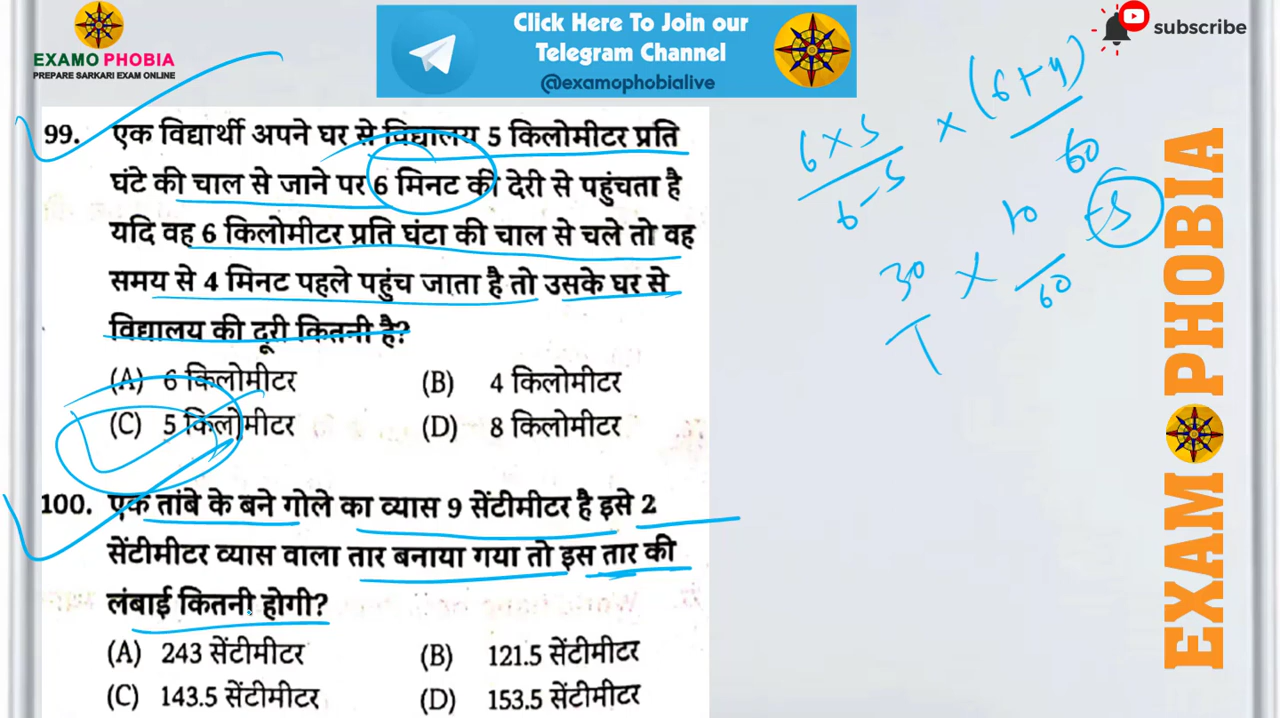 EXAMO PHOBIA
PREPARE SARKARI EXAM ONLINE
Click Here To Join our
Telegram Channel
@examophobialive
subscribe
99. एक विद्यार्थी अपने घर से विद्यालय 5 किलोमीटर प्रति
घंटे की चाल से जाने पर 6 मिनट की देरी से पहुंचता है
यदि वह 6 किलोमीटर प्रति घंटा की चाल से चले तो वह
समय से 4 मिनट पहले पहुंच जाता है तो उसके घर से
विद्यालय की दूरी कितनी है?
(A) 6 किलोमीटर (B) 4 किलोमीटर
(C) 5 किलोमीटर (D) 8 किलोमीटर
100. एक तांबे के बने गोले का व्यास 9 सेंटीमीटर है इसे 2
सेंटीमीटर व्यास वाला तार बनाया गया तो इस तार की
लंबाई कितनी होगी?
(A) 243 सेंटीमीटर (B) 121.5 सेंटीमीटर
(C) 143.5 सेंटीमीटर (D) 153.5 सेंटीमीटर
6×5 × (6+4)
6-5 60
30 × 10 =5
1 60
EXAMO PHOBIA